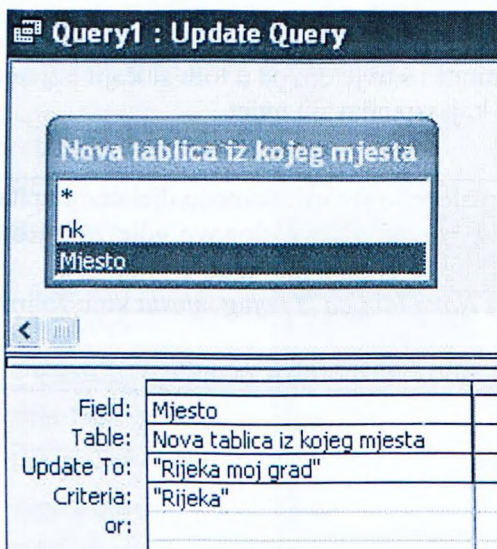 Query1 : Update Query
Nova tablica iz kojeg mjesta
*
nk
Mjesto
Field: Mjesto
Table: Nova tablica iz kojeg mjesta
Update To: "Rijeka moj grad"
Criteria: "Rijeka"
or: